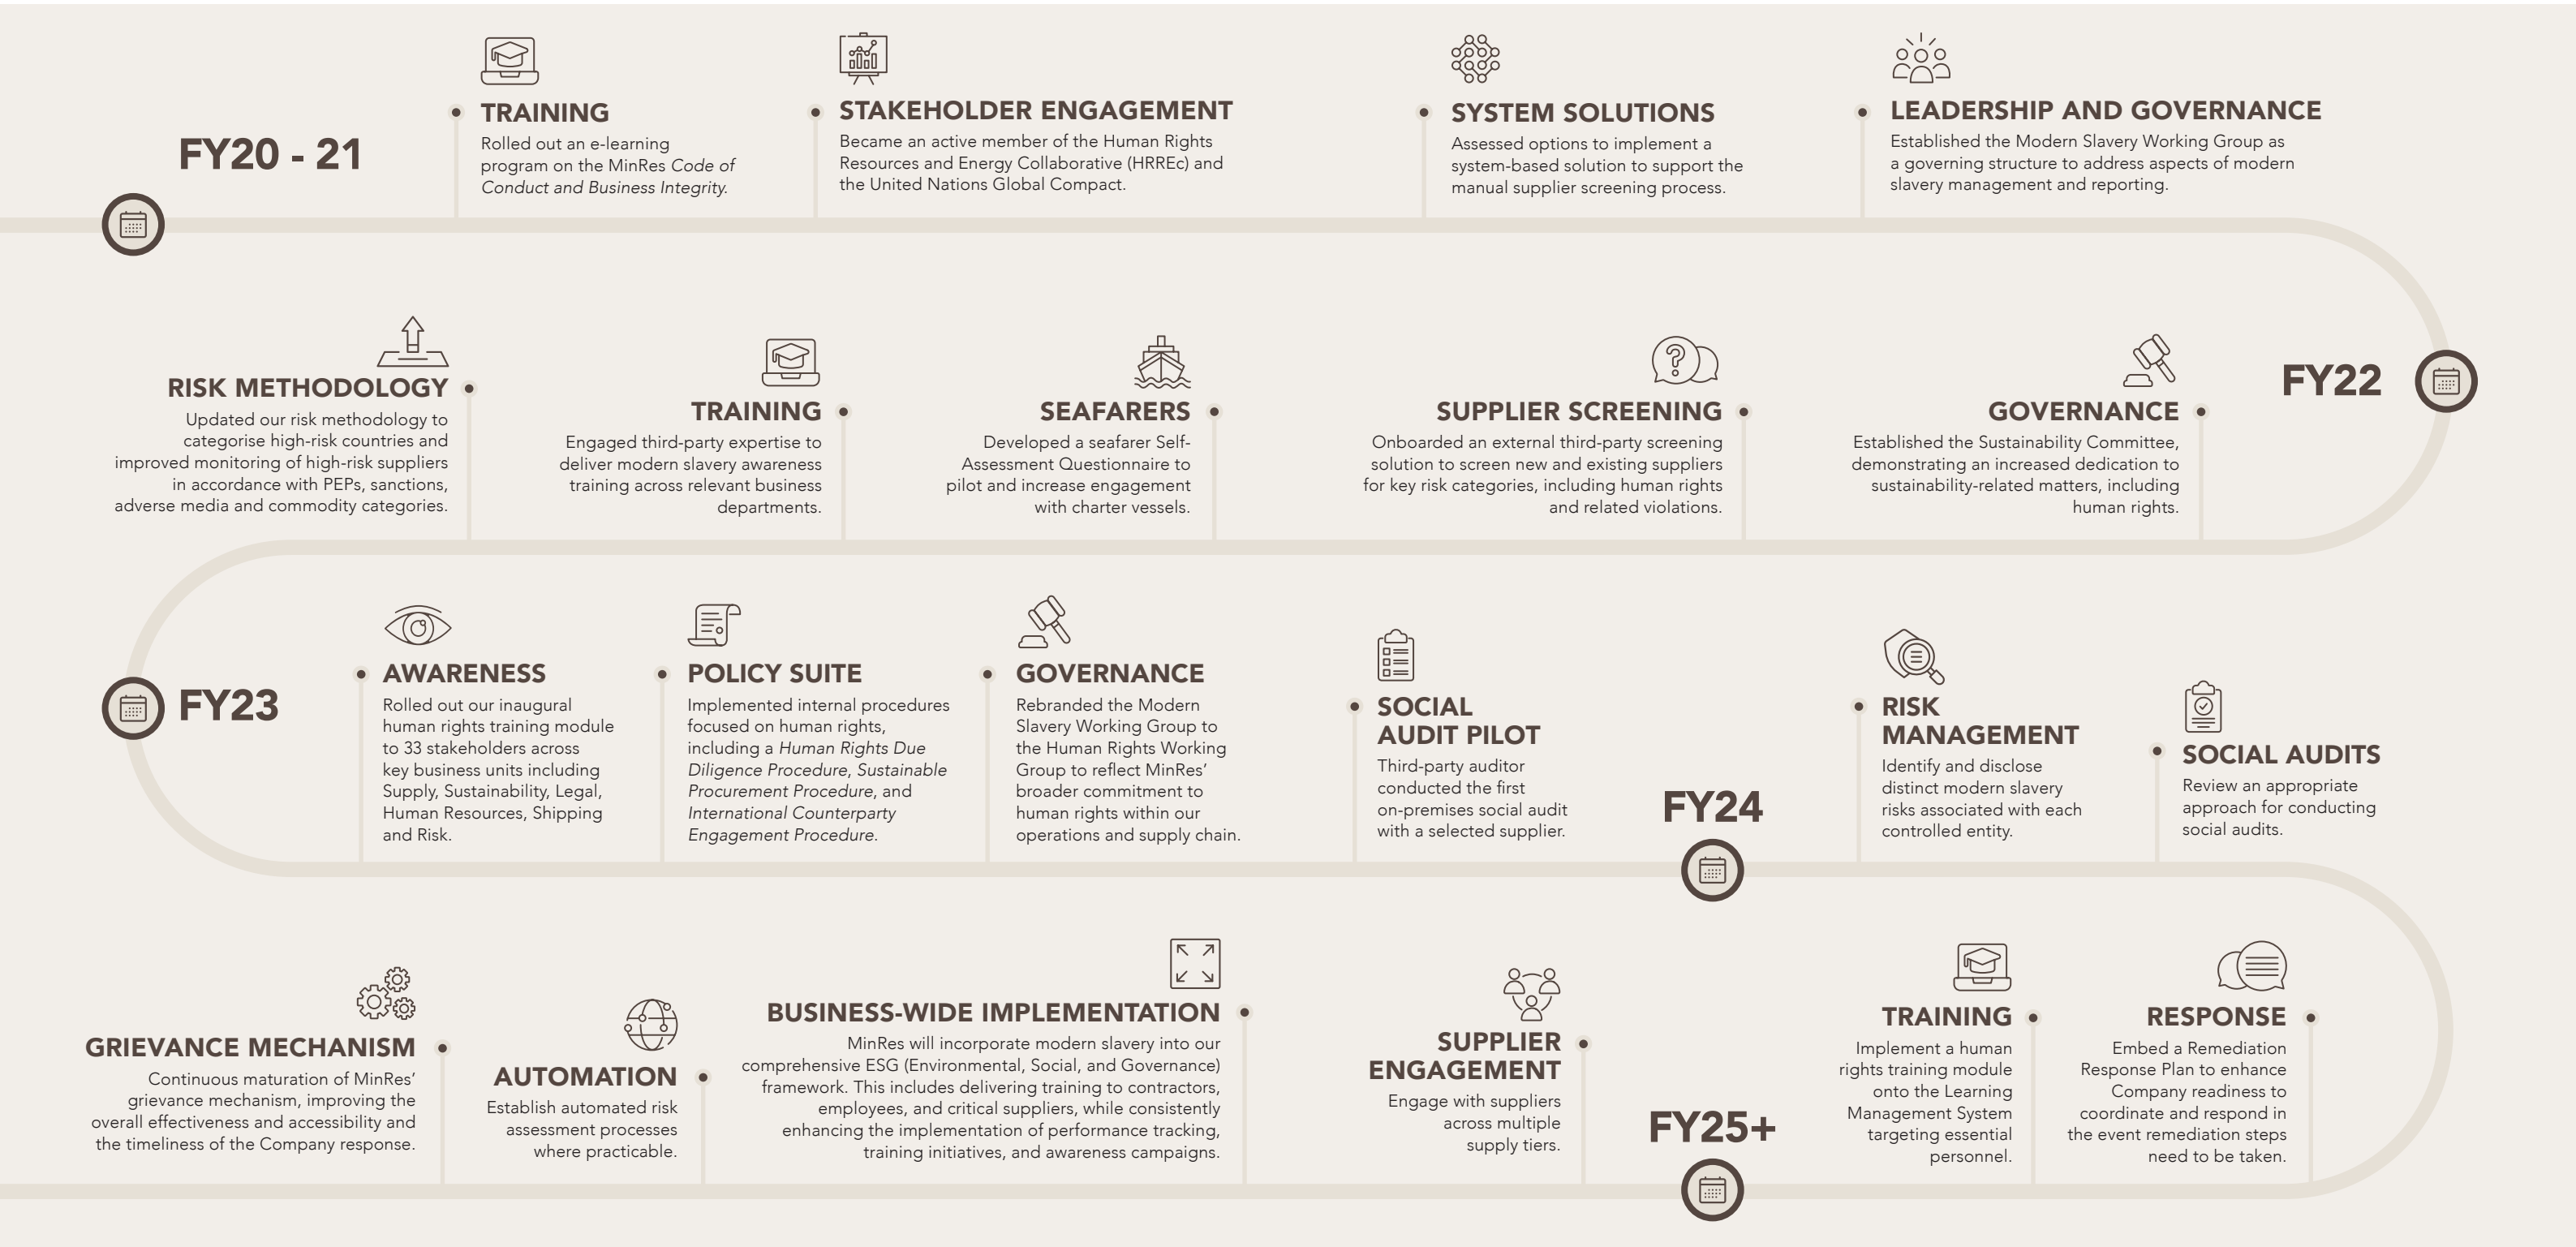 FY20 - 21
TRAINING
Rolled out an e-learning
program on the MinRes Code of
Conduct and Business Integrity.
STAKEHOLDER ENGAGEMENT
Became an active member of the Human Rights
Resources and Energy Collaborative (HRREc) and
the United Nations Global Compact.
SYSTEM SOLUTIONS
Assessed options to implement a
system-based solution to support the
manual supplier screening process.
LEADERSHIP AND GOVERNANCE
Established the Modern Slavery Working Group as
a governing structure to address aspects of modern
slavery management and reporting.
FY22
GOVERNANCE
Established the Sustainability Committee,
demonstrating an increased dedication to
sustainability-related matters, including
human rights.
SUPPLIER SCREENING
Onboarded an external third-party screening
solution to screen new and existing suppliers
for key risk categories, including human rights
and related violations.
SEAFARERS
Developed a seafarer Self-
Assessment Questionnaire to
pilot and increase engagement
with charter vessels.
TRAINING
Engaged third-party expertise to
deliver modern slavery awareness
training across relevant business
departments.
RISK METHODOLOGY
Updated our risk methodology to
categorise high-risk countries and
improved monitoring of high-risk suppliers
in accordance with PEPs, sanctions,
adverse media and commodity categories.
FY23
AWARENESS
Rolled out our inaugural
human rights training module
to 33 stakeholders across
key business units including
Supply, Sustainability, Legal,
Human Resources, Shipping
and Risk.
POLICY SUITE
Implemented internal procedures
focused on human rights,
including a Human Rights Due
Diligence Procedure, Sustainable
Procurement Procedure, and
International Counterparty
Engagement Procedure.
GOVERNANCE
Rebranded the Modern
Slavery Working Group to
the Human Rights Working
Group to reflect MinRes’
broader commitment to
human rights within our
operations and supply chain.
SOCIAL
AUDIT PILOT
Third-party auditor
conducted the first
on-premises social audit
with a selected supplier.
FY24
RISK
MANAGEMENT
Identify and disclose
distinct modern slavery
risks associated with each
controlled entity.
SOCIAL AUDITS
Review an appropriate
approach for conducting
social audits.
RESPONSE
Embed a Remediation
Response Plan to enhance
Company readiness to
coordinate and respond in
the event remediation steps
need to be taken.
TRAINING
Implement a human
rights training module
onto the Learning
Management System
targeting essential
personnel.
FY25+
SUPPLIER
ENGAGEMENT
Engage with suppliers
across multiple
supply tiers.
BUSINESS-WIDE IMPLEMENTATION
MinRes will incorporate modern slavery into our
comprehensive ESG (Environmental, Social, and Governance)
framework. This includes delivering training to contractors,
employees, and critical suppliers, while consistently
enhancing the implementation of performance tracking,
training initiatives, and awareness campaigns.
AUTOMATION
Establish automated risk
assessment processes
where practicable.
GRIEVANCE MECHANISM
Continuous maturation of MinRes’
grievance mechanism, improving the
overall effectiveness and accessibility and
the timeliness of the Company response.